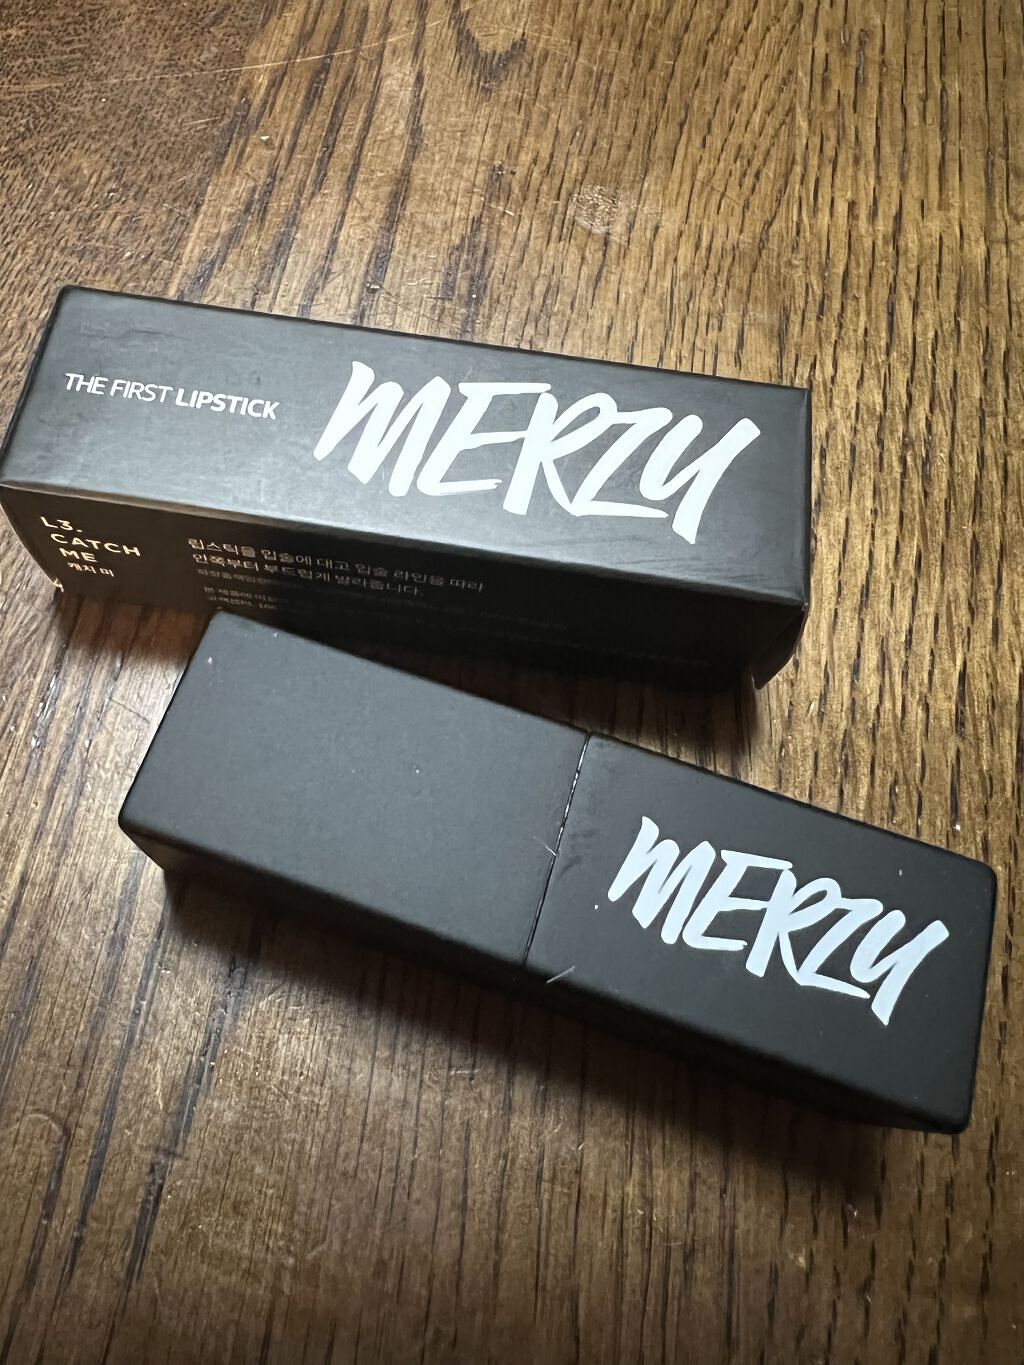 THE FIRST LIPSTICK
MERZY
L3.
CATCH
ME
캐치 미
립스틱을 입술에 대고 입술 라인을 따라
안쪽부터 부드럽게 발라줍니다.
MERZY